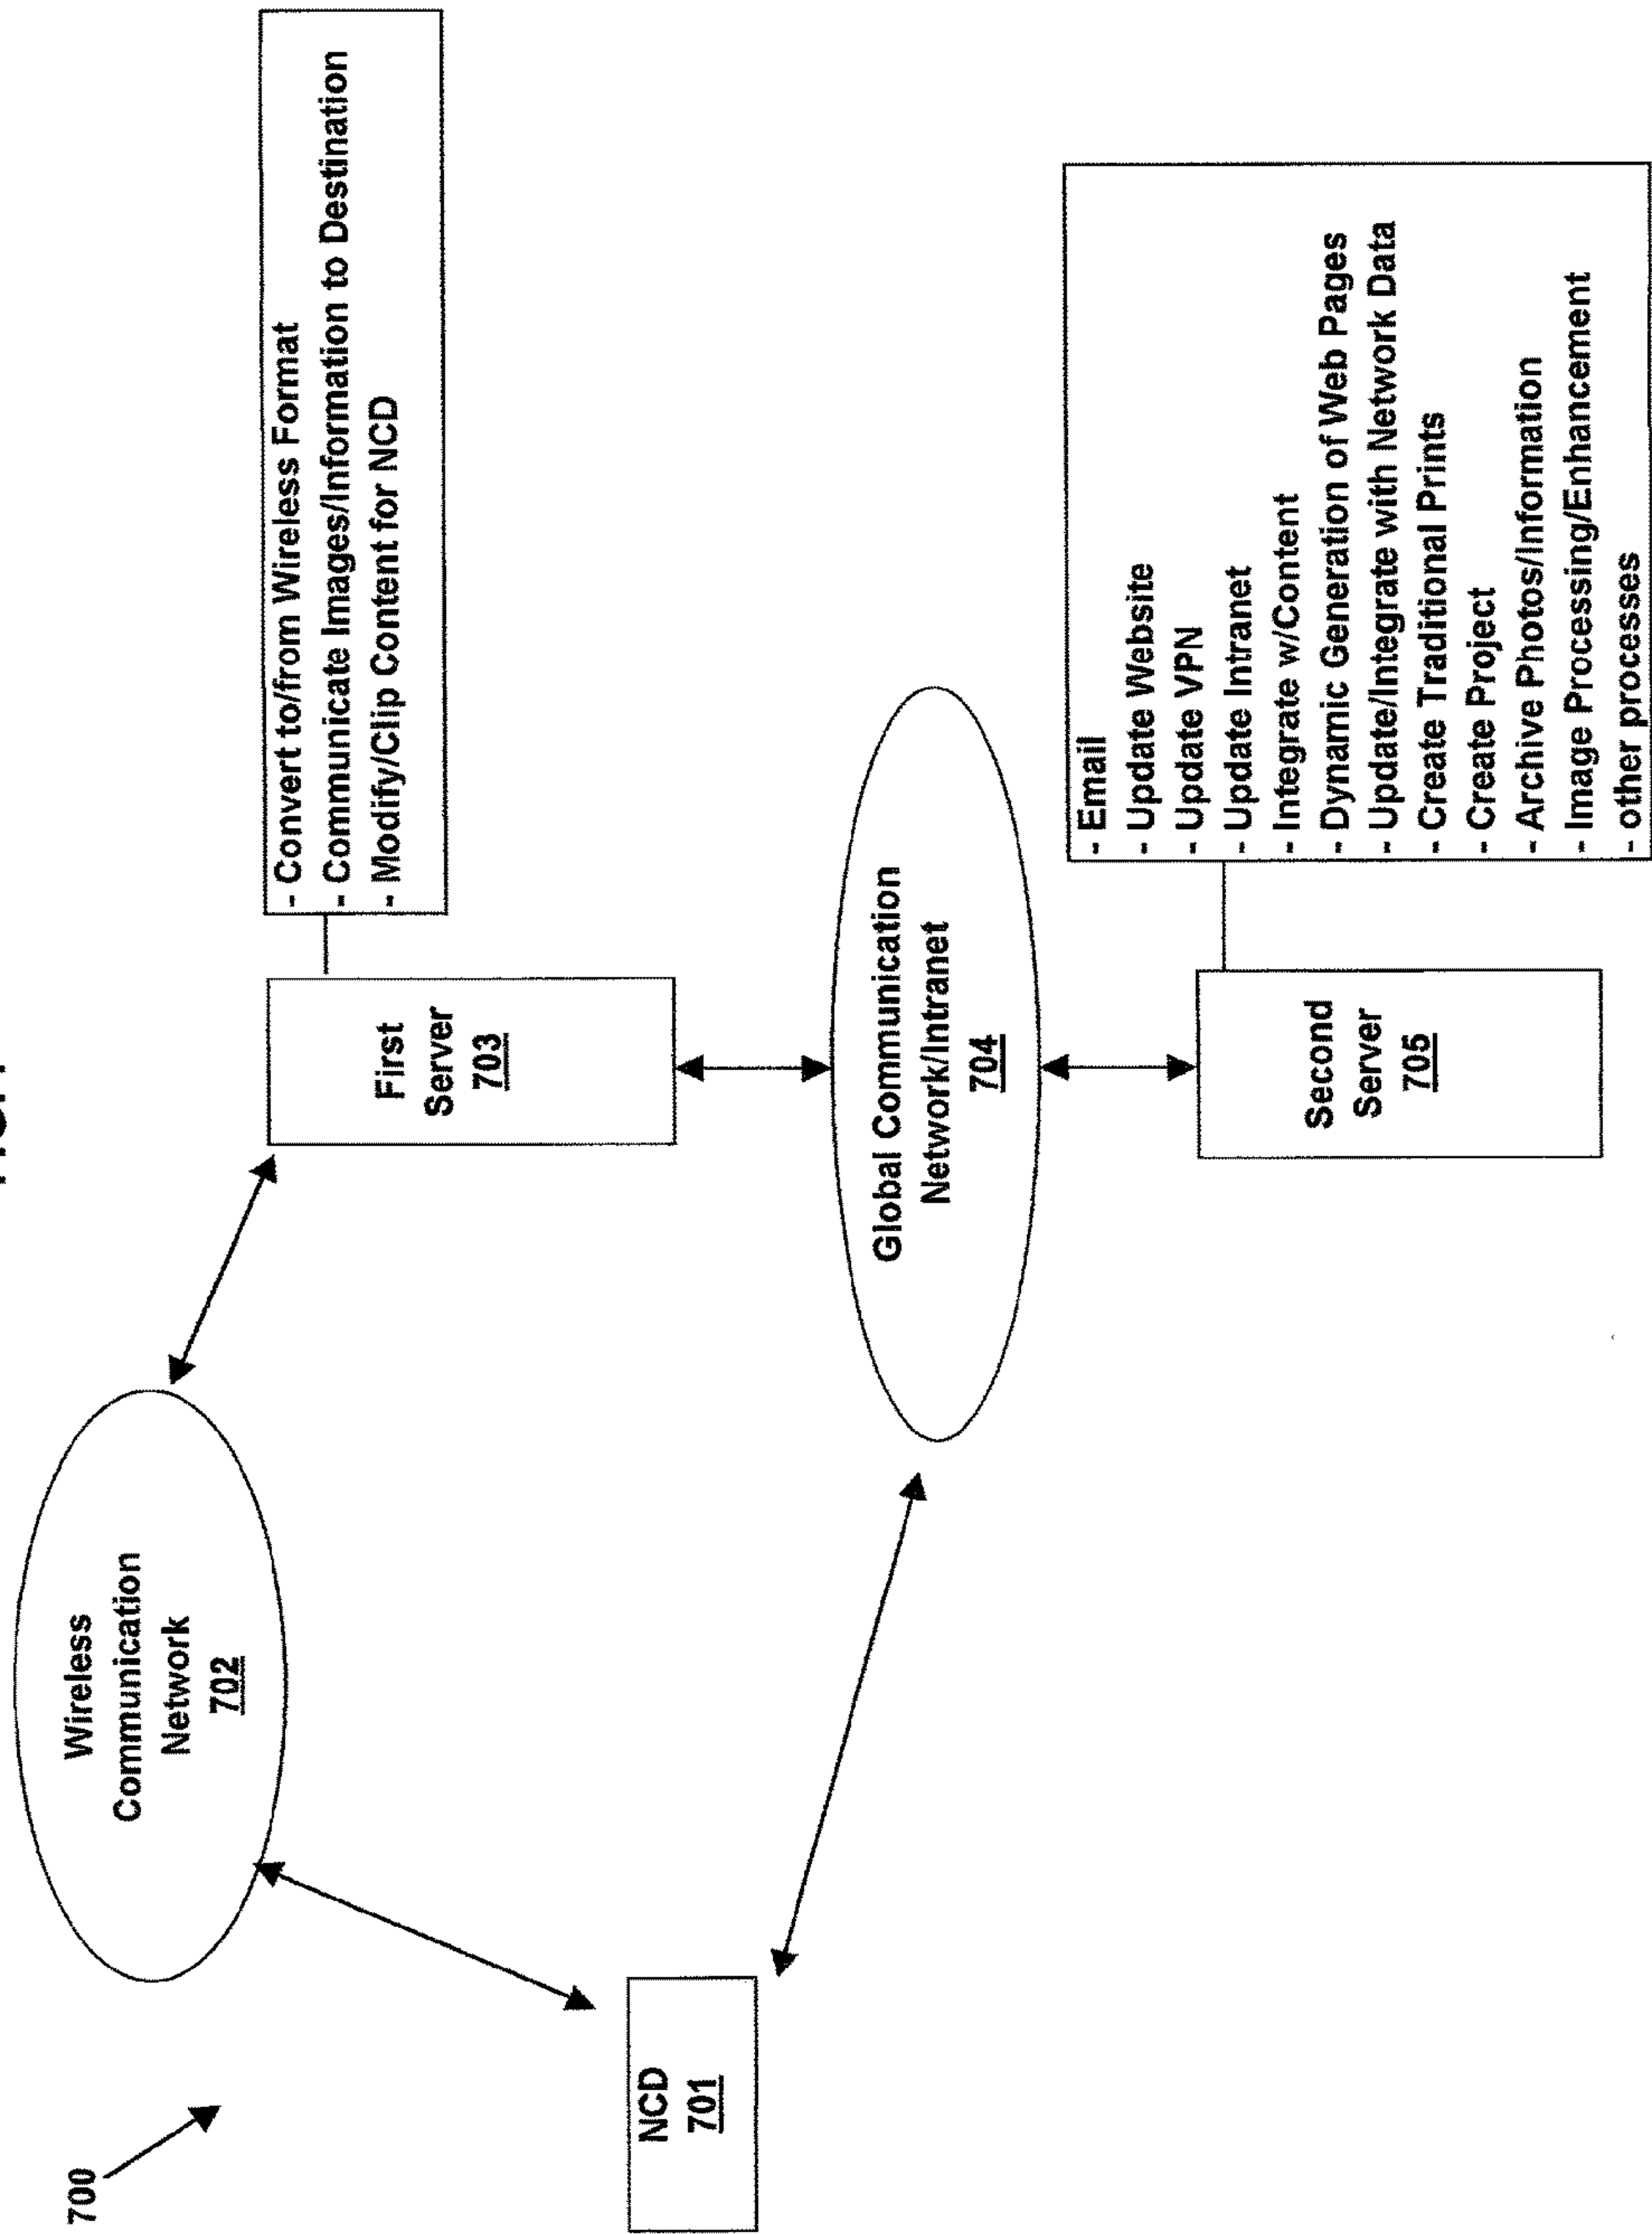 700
Wireless
Communication
Network
702
NCD
701
First
Server
703
- Convert to/from Wireless Format
- Communicate Images/Information to Destination
- Modify/Clip Content for NCD
Global Communication
Network/Intranet
704
Second
Server
705
- Email
- Update Website
- Update VPN
- Update Intranet
- Integrate w/Content
- Dynamic Generation of Web Pages
- Update/Integrate with Network Data
- Create Traditional Prints
- Create Project
- Archive Photos/Information
- Image Processing/Enhancement
- other processes